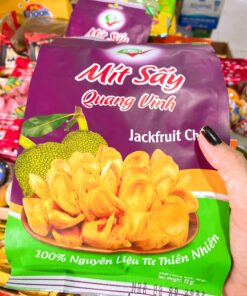 Mít Sấy
Mít Sấy
Quang Vinh
Jackfruit Ch
100% Nguyên Liệu Từ Thiên Nhiên